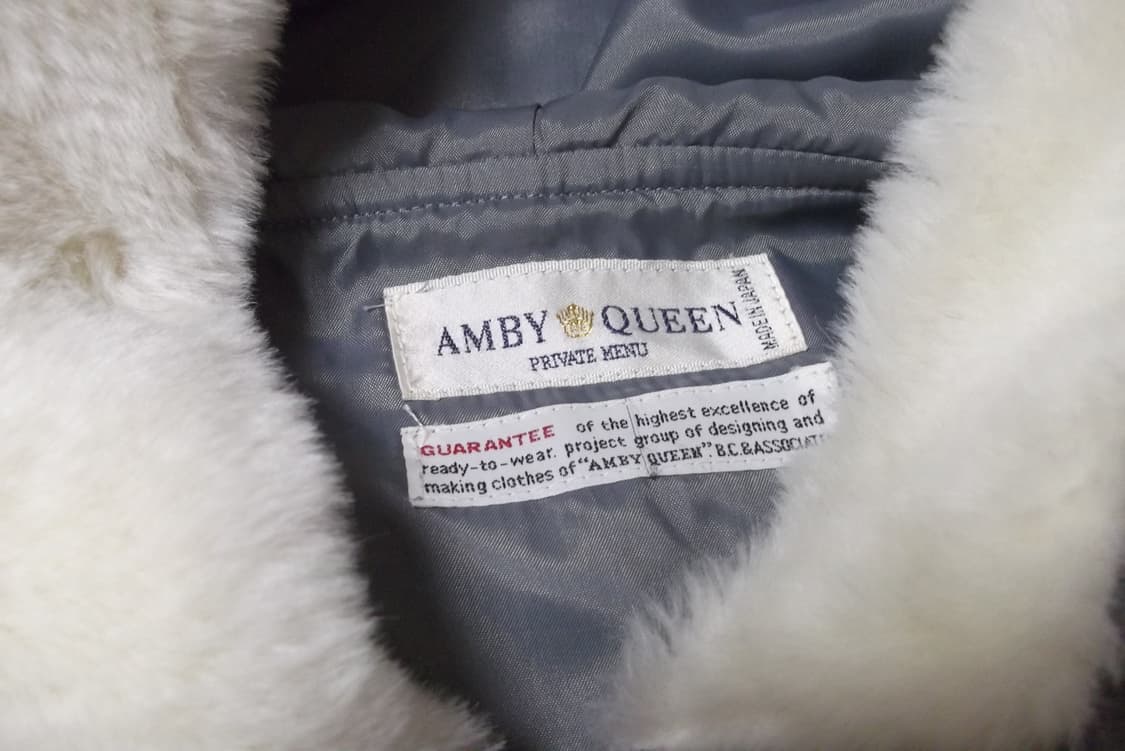 AMBY QUEEN
PRIVATE MENU
MADE IN JAPAN
GUARANTEE of the highest excellence of
ready-to-wear. project group of designing and
making clothes of "AMBY QUEEN". B.C.&ASSOCIAT